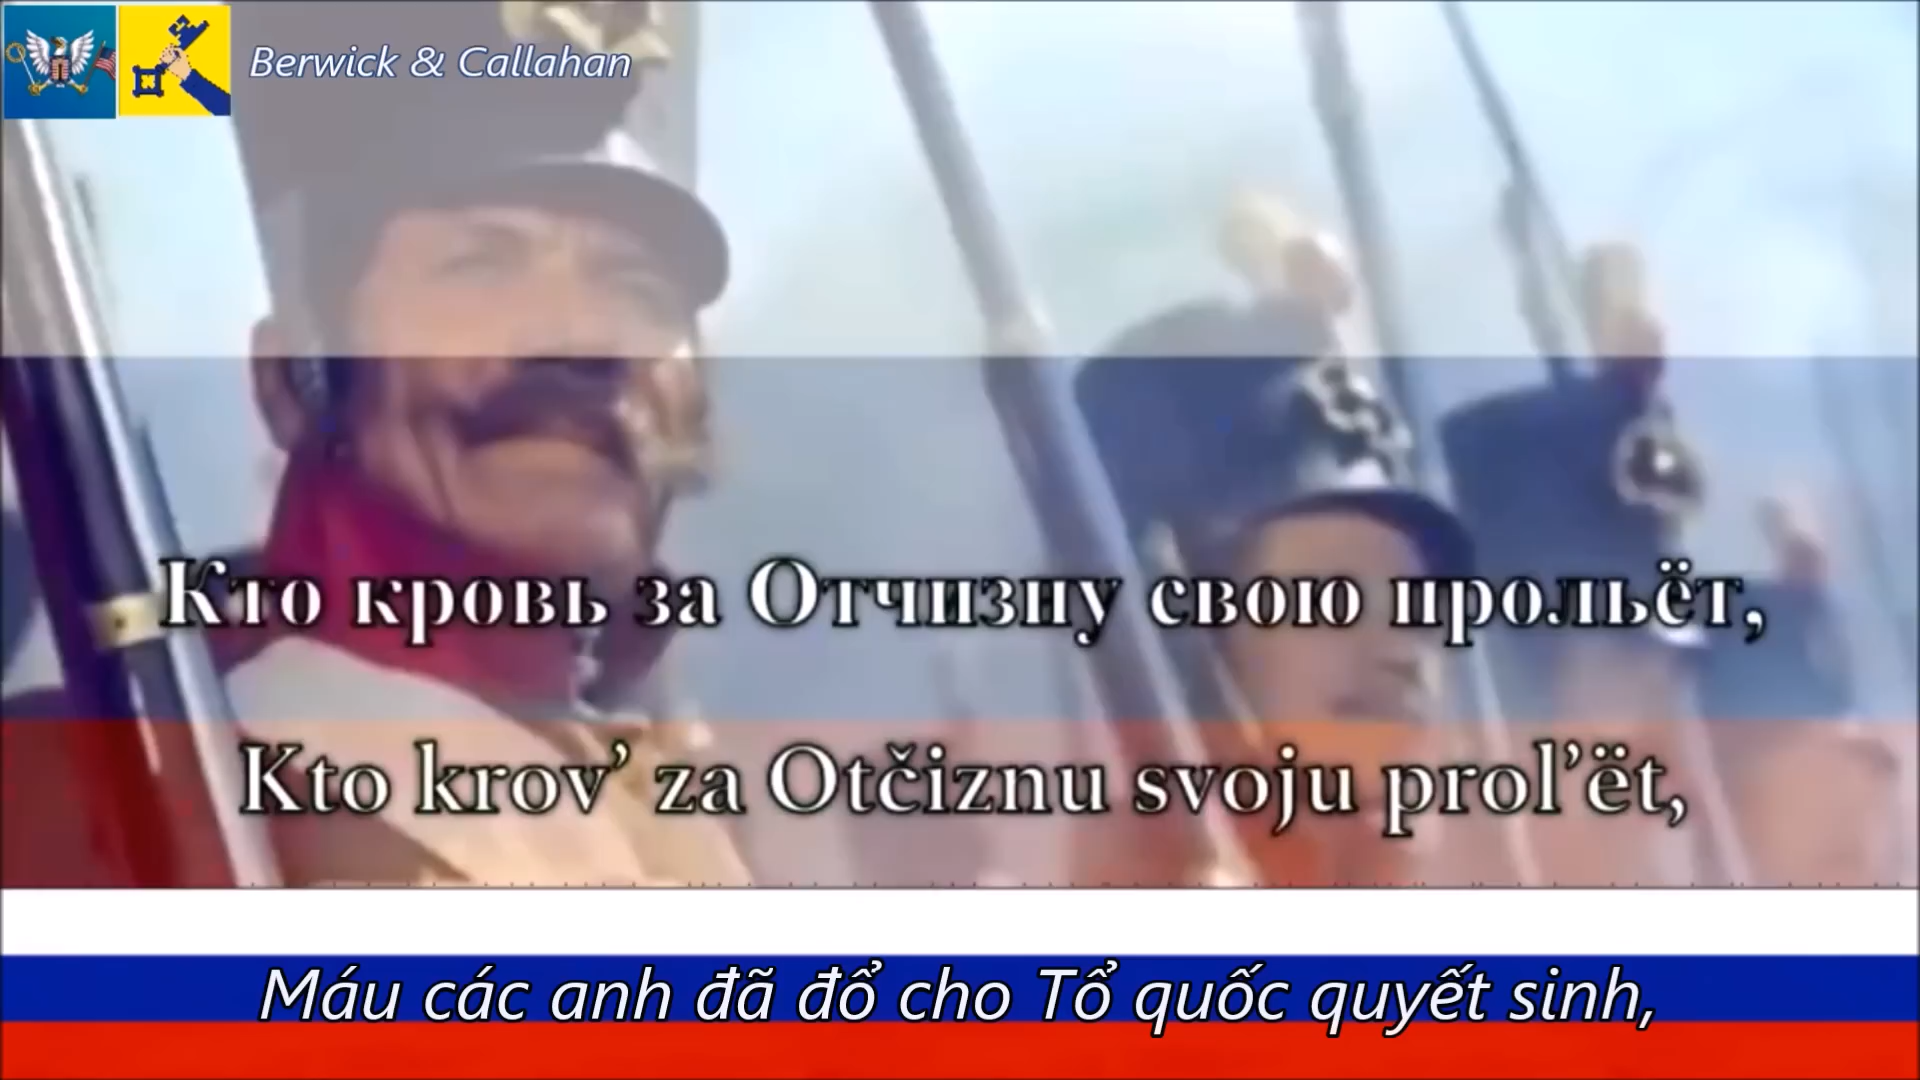 Berwick & Callahan
Кто кровь за Отчизну свою прольёт,
Kto krov’ za Otčiznu svoju prol’ët,
Máu các anh đã đổ cho Tổ quốc quyết sinh,